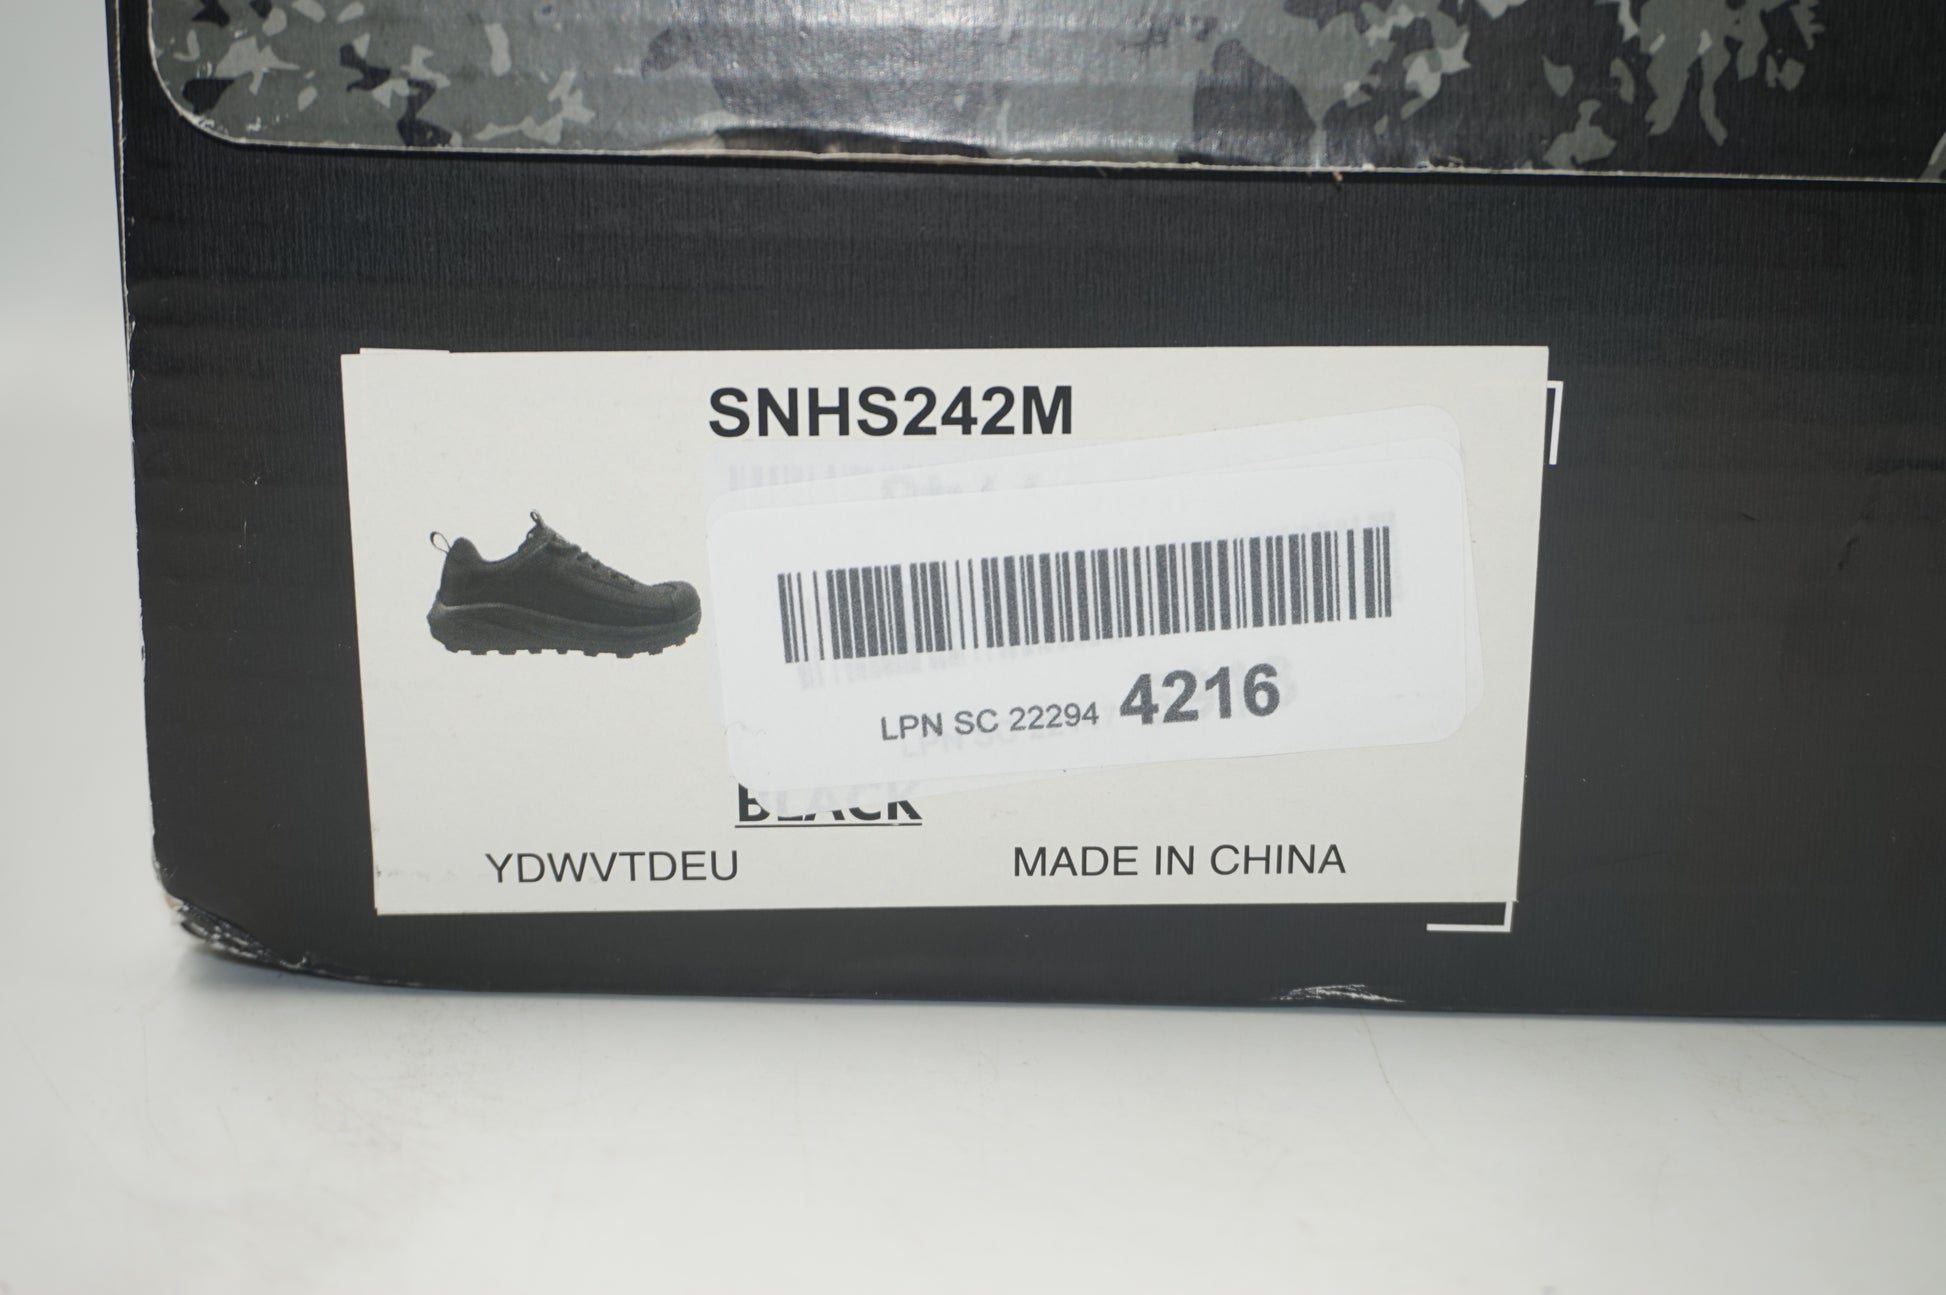 SNHS242M
LPN SC 22294 4216
BLACK
YDWVTDEU
MADE IN CHINA